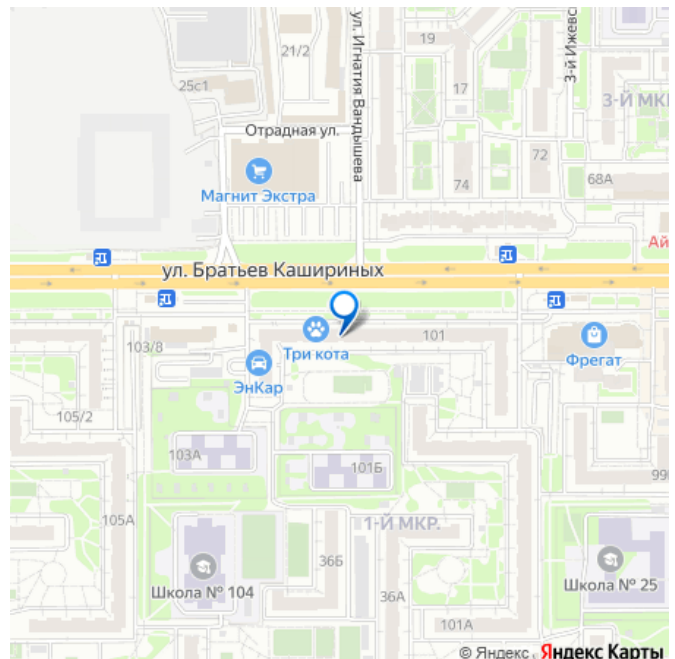 ул. Игнатия Вандышева
19
21/2
3-й Ижевс
17
25с1
3-Й МКР
Отрадная ул.
72
68А
74
Магнит Экстра
Ай
ул. Братьев Кашириных
101
103/8
Три кота
Фрегат
ЭнКар
105/2
103А
101Б
99
105А
1-Й МКР.
36Б
Школа № 25
Школа № 104
36А
101А
© Яндекс Яндекс Карты